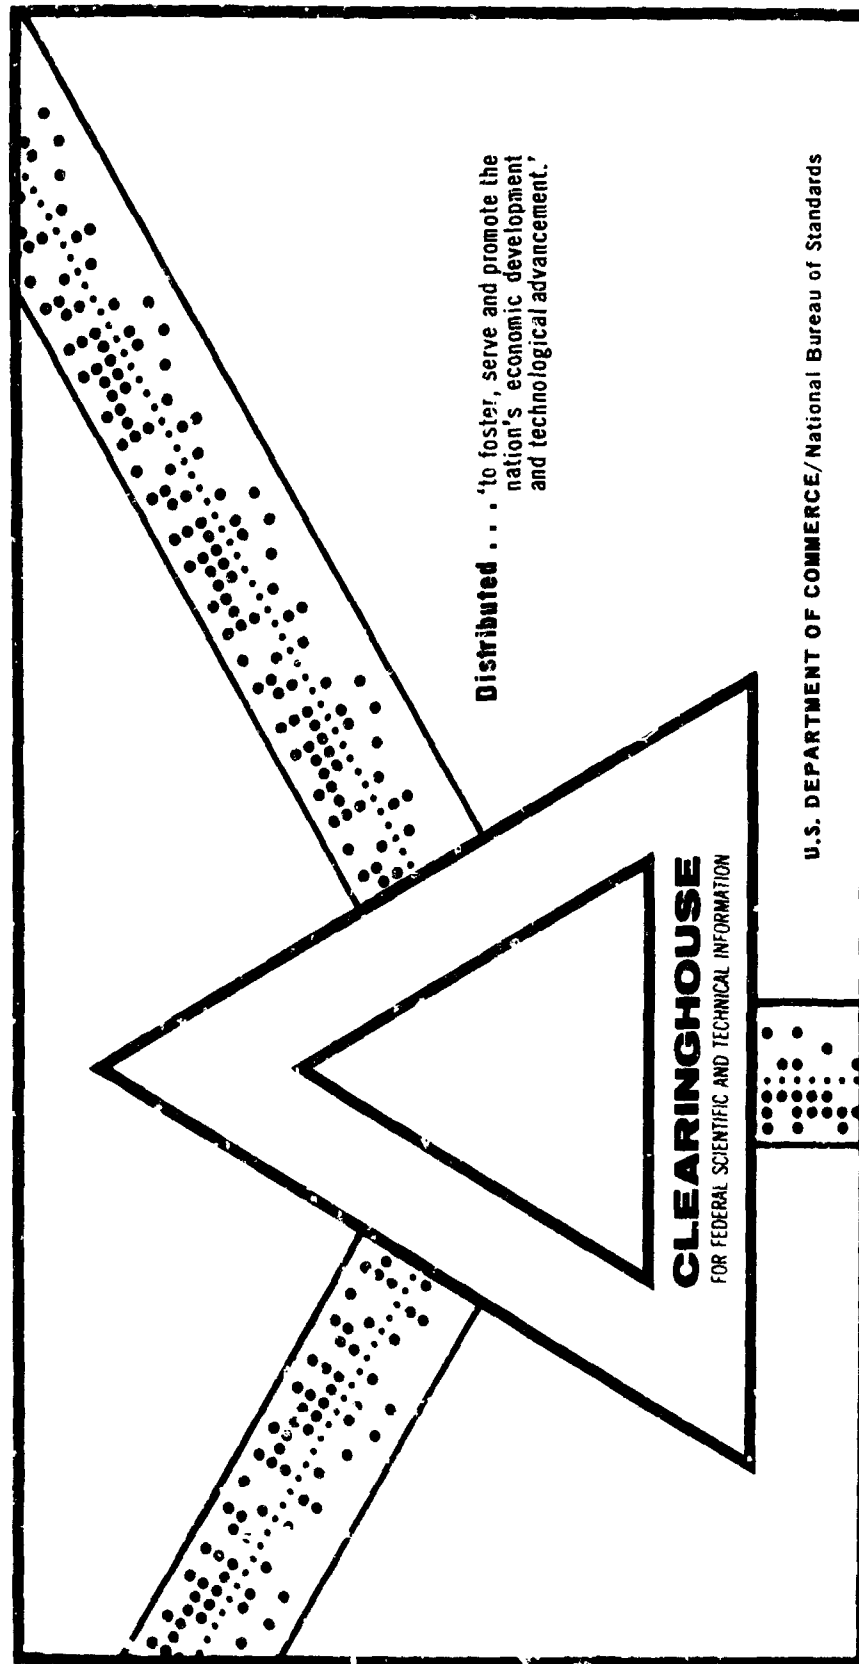 Distributed . . . 'to foster, serve and promote the
nation's economic development
and technological advancement.'
CLEARINGHOUSE
FOR FEDERAL SCIENTIFIC AND TECHNICAL INFORMATION
U.S. DEPARTMENT OF COMMERCE/National Bureau of Standards